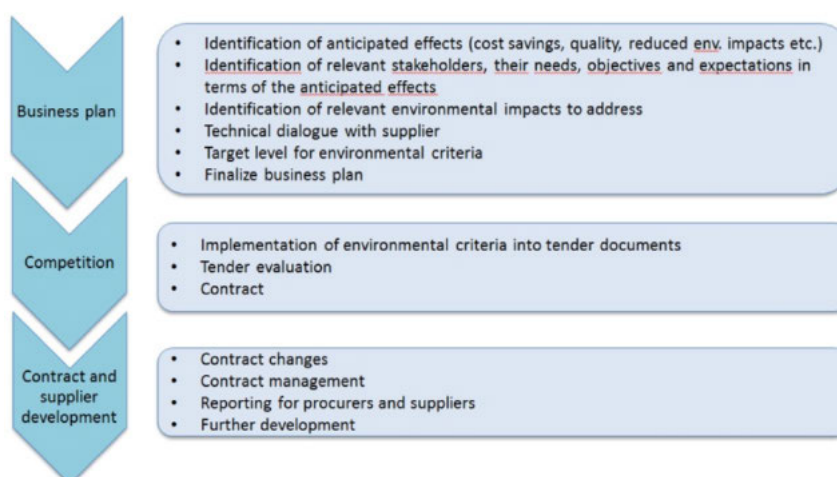 Business plan
• Identification of anticipated effects (cost savings, quality, reduced env. impacts etc.)
• Identification of relevant stakeholders, their needs, objectives and expectations in
terms of the anticipated effects
• Identification of relevant environmental impacts to address
• Technical dialogue with supplier
• Target level for environmental criteria
• Finalize business plan
Competition
• Implementation of environmental criteria into tender documents
• Tender evaluation
• Contract
Contract and
supplier
development
• Contract changes
• Contract management
• Reporting for procurers and suppliers
• Further development